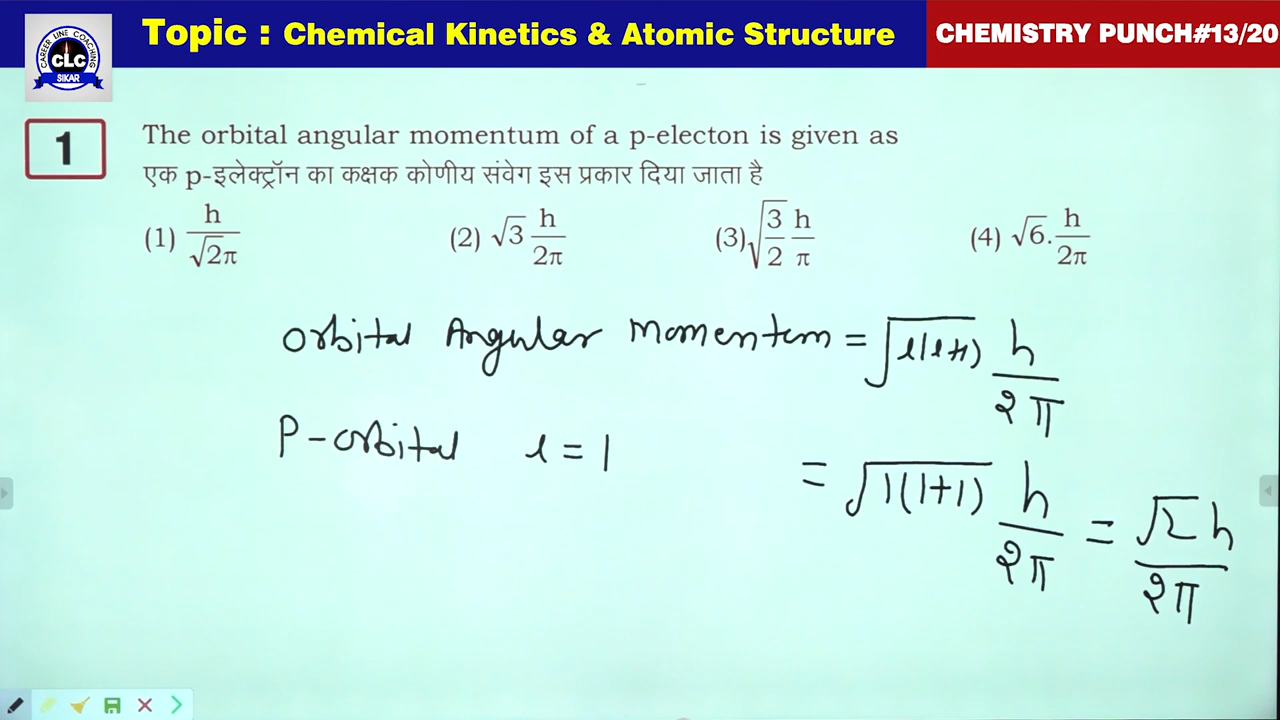 CAREER LINE COACHING
CLC
SIKAR
Topic : Chemical Kinetics & Atomic Structure
CHEMISTRY PUNCH#13/20
1
The orbital angular momentum of a p-electon is given as
एक p-इलेक्ट्रॉन का कक्षक कोणीय संवेग इस प्रकार दिया जाता है
(1) h/√2π (2) √3 h/2π (3) √(3/2) h/π (4) √6. h/2π
Orbital Angular Momentum = √l(l+1) h/2π
P-orbital l = 1
= √1(1+1) h/2π = √2h/2π